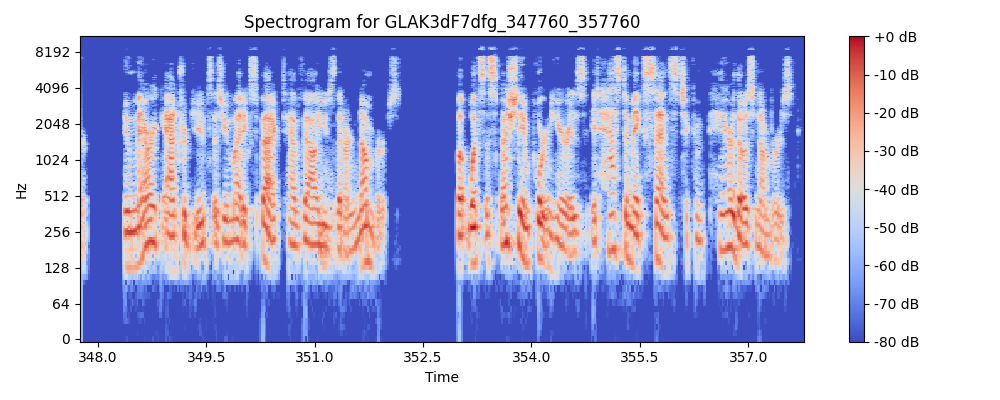 Spectrogram for GLAK3dF7dfg_347760_357760
8192
4096
2048
1024
512
256
128
64
0
Hz
348.0 349.5 351.0 352.5 354.0 355.5 357.0
Time
+0 dB
-10 dB
-20 dB
-30 dB
-40 dB
-50 dB
-60 dB
-70 dB
-80 dB